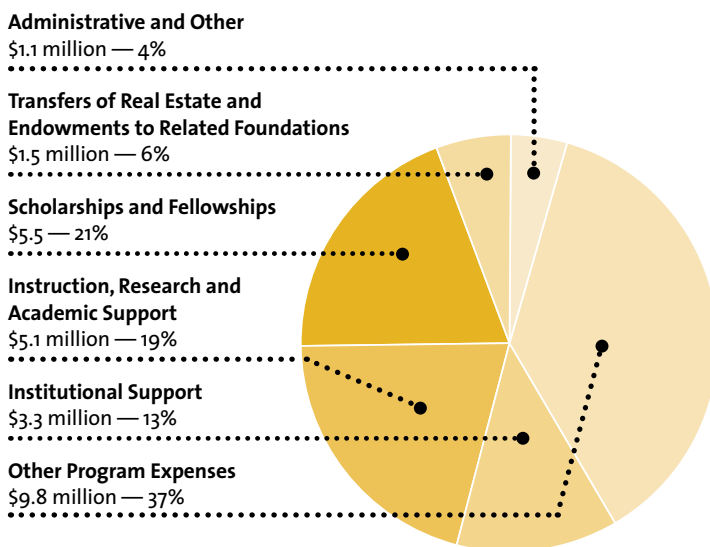 Administrative and Other
$1.1 million — 4%
Transfers of Real Estate and
Endowments to Related Foundations
$1.5 million — 6%
Scholarships and Fellowships
$5.5 — 21%
Instruction, Research and
Academic Support
$5.1 million — 19%
Institutional Support
$3.3 million — 13%
Other Program Expenses
$9.8 million — 37%